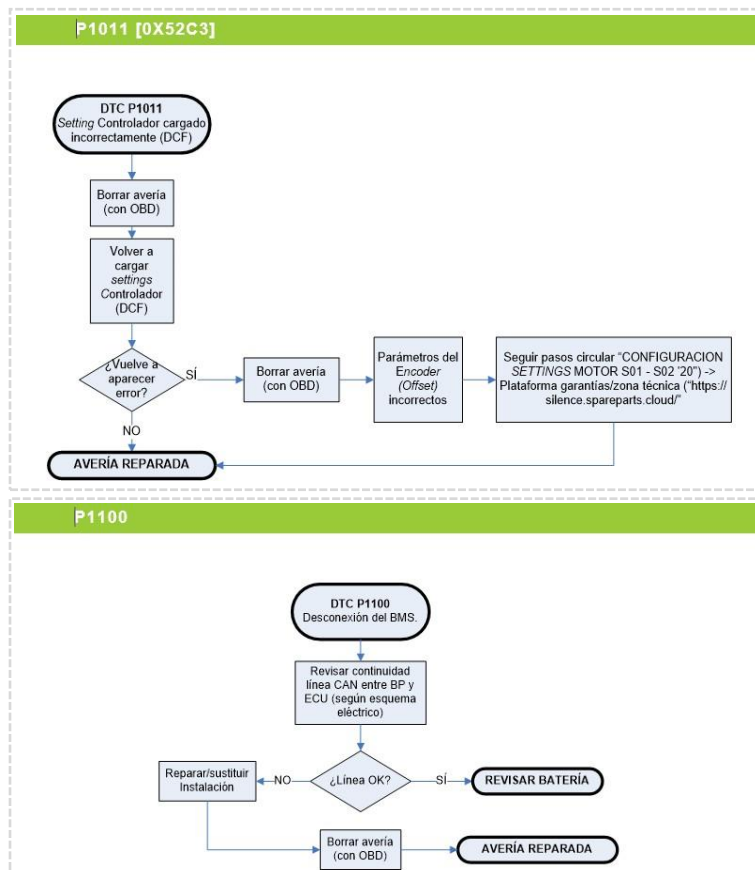 P1011 [0X52C3]
DTC P1011
Setting Controlador cargado
incorrectamente (DCF)
Borrar avería
(con OBD)
Volver a
cargar
settings
Controlador
(DCF)
¿Vuelve a
aparecer
error?
SÍ
Borrar avería
(con OBD)
Parámetros del
Encoder
(Offset)
incorrectos
Seguir pasos circular “CONFIGURACION
SETTINGS MOTOR S01 - S02 '20") ->
Plataforma garantías/zona técnica (“https://
silence.spareparts.cloud/”
NO
AVERÍA REPARADA
P1100
DTC P1100
Desconexión del BMS.
Revisar continuidad
línea CAN entre BP y
ECU (según esquema
eléctrico)
¿Línea OK?
NO
Reparar/sustituir
Instalación
SÍ
REVISAR BATERÍA
Borrar avería
(con OBD)
AVERÍA REPARADA